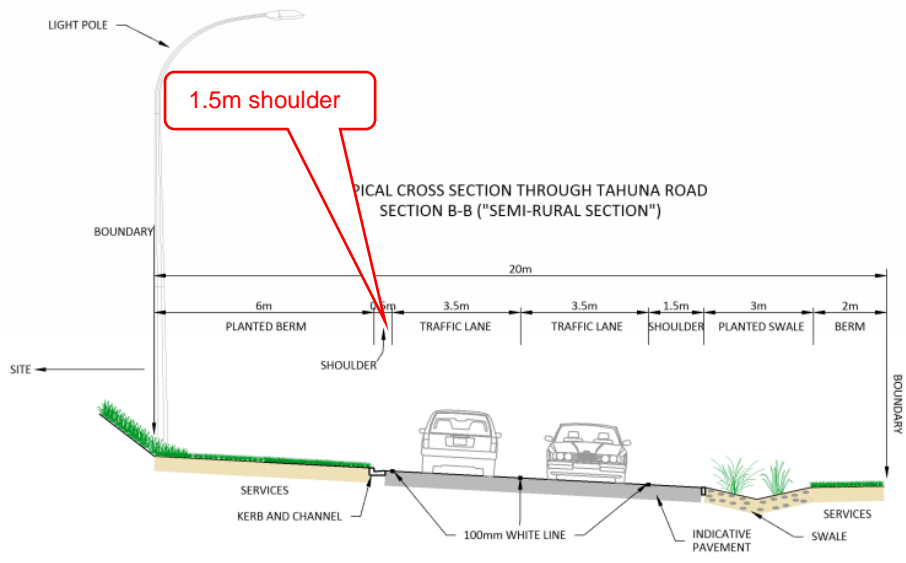 LIGHT POLE
1.5m shoulder
PICAL CROSS SECTION THROUGH TAHUNA ROAD
SECTION B-B ("SEMI-RURAL SECTION")
BOUNDARY
20m
6m 3.5m 3.5m 1.5m 3m 2m
PLANTED BERM TRAFFIC LANE TRAFFIC LANE SHOULDER PLANTED SWALE BERM
SHOULDER
SITE
BOUNDARY
SERVICES
KERB AND CHANNEL
100mm WHITE LINE
INDICATIVE
PAVEMENT
SWALE
SERVICES